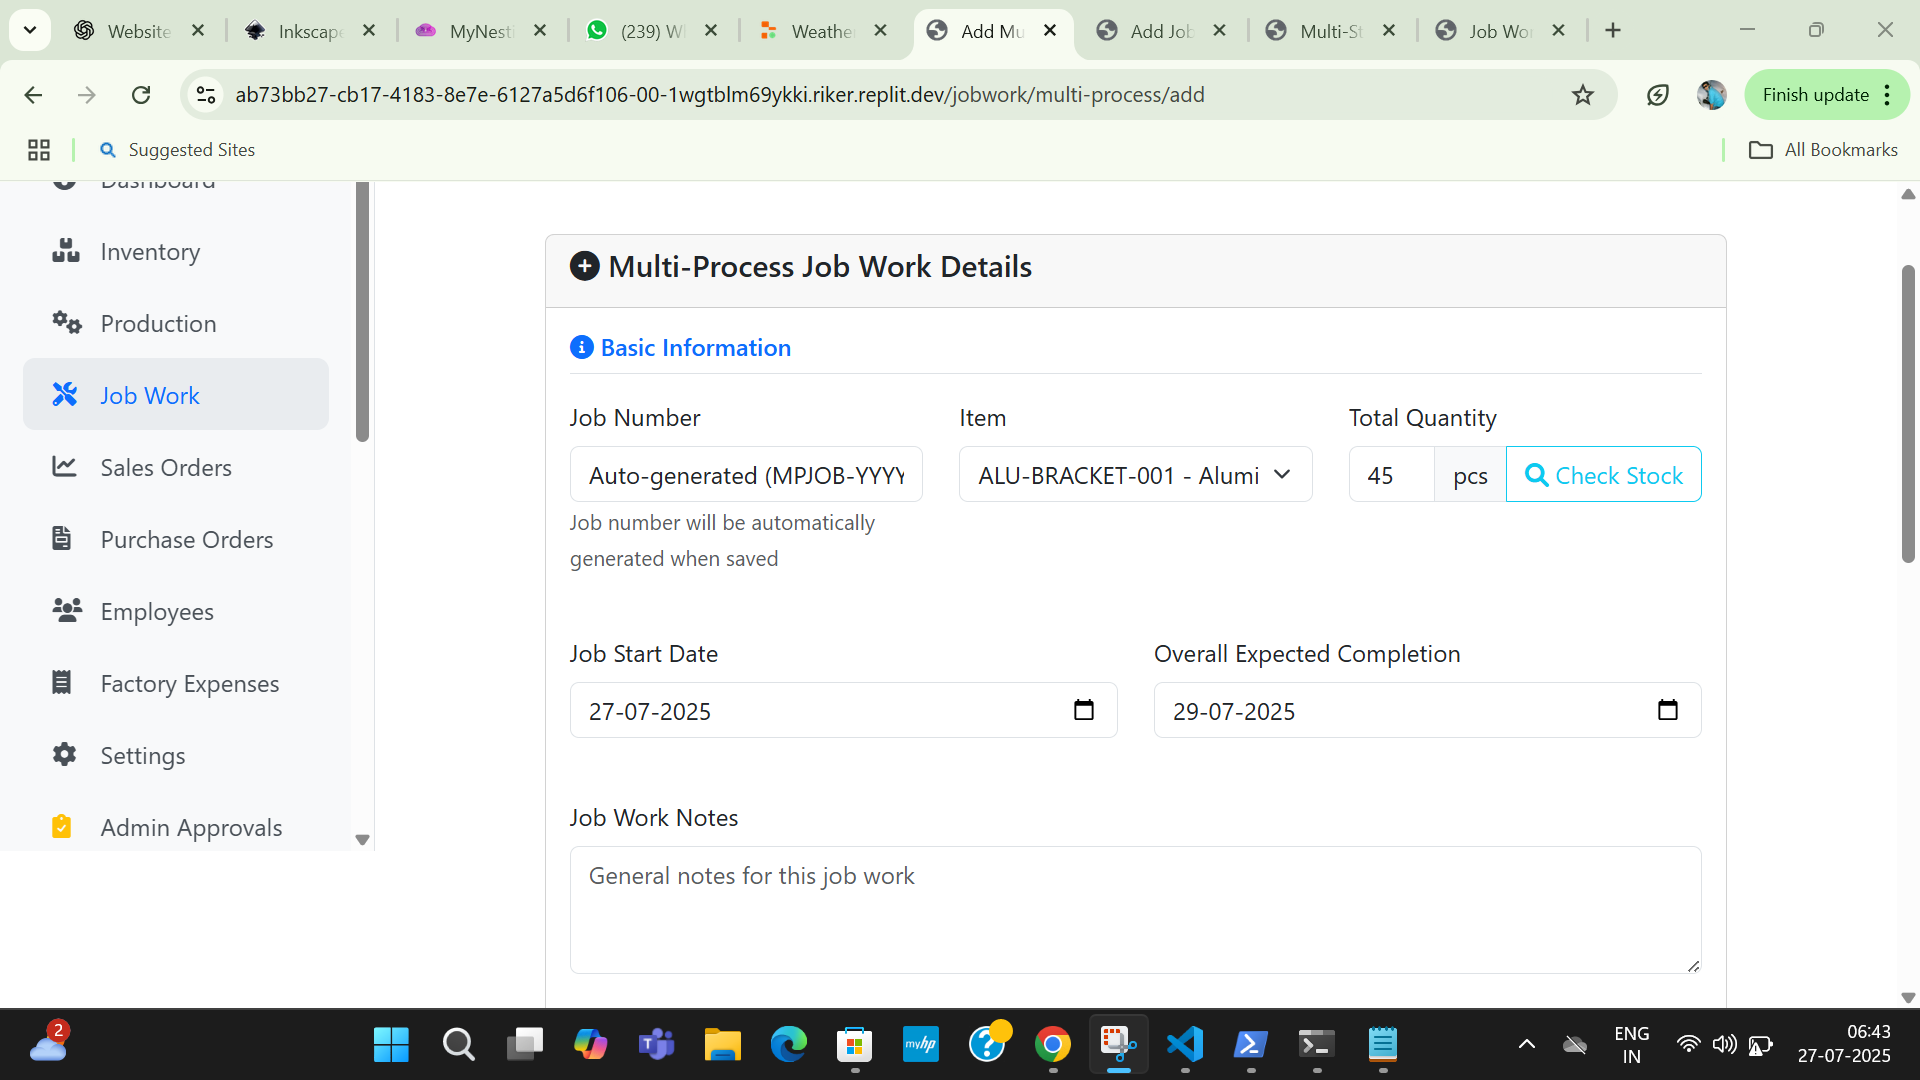 Website
Inkscape
MyNesti
(239) W
Weather
Add Mu
Add Job
Multi-St
Job Wor
ab73bb27-cb17-4183-8e7e-6127a5d6f106-00-1wgtblm69ykki.riker.replit.dev/jobwork/multi-process/add
Finish update
Suggested Sites
All Bookmarks
Dashboard
Inventory
Production
Job Work
Sales Orders
Purchase Orders
Employees
Factory Expenses
Settings
Admin Approvals
Multi-Process Job Work Details
Basic Information
Job Number
Item
Total Quantity
Auto-generated (MPJOB-YYYY
ALU-BRACKET-001 - Alumi
45
pcs
Check Stock
Job number will be automatically
generated when saved
Job Start Date
Overall Expected Completion
27-07-2025
29-07-2025
Job Work Notes
General notes for this job work
2
myhp
ENG
IN
06:43
27-07-2025